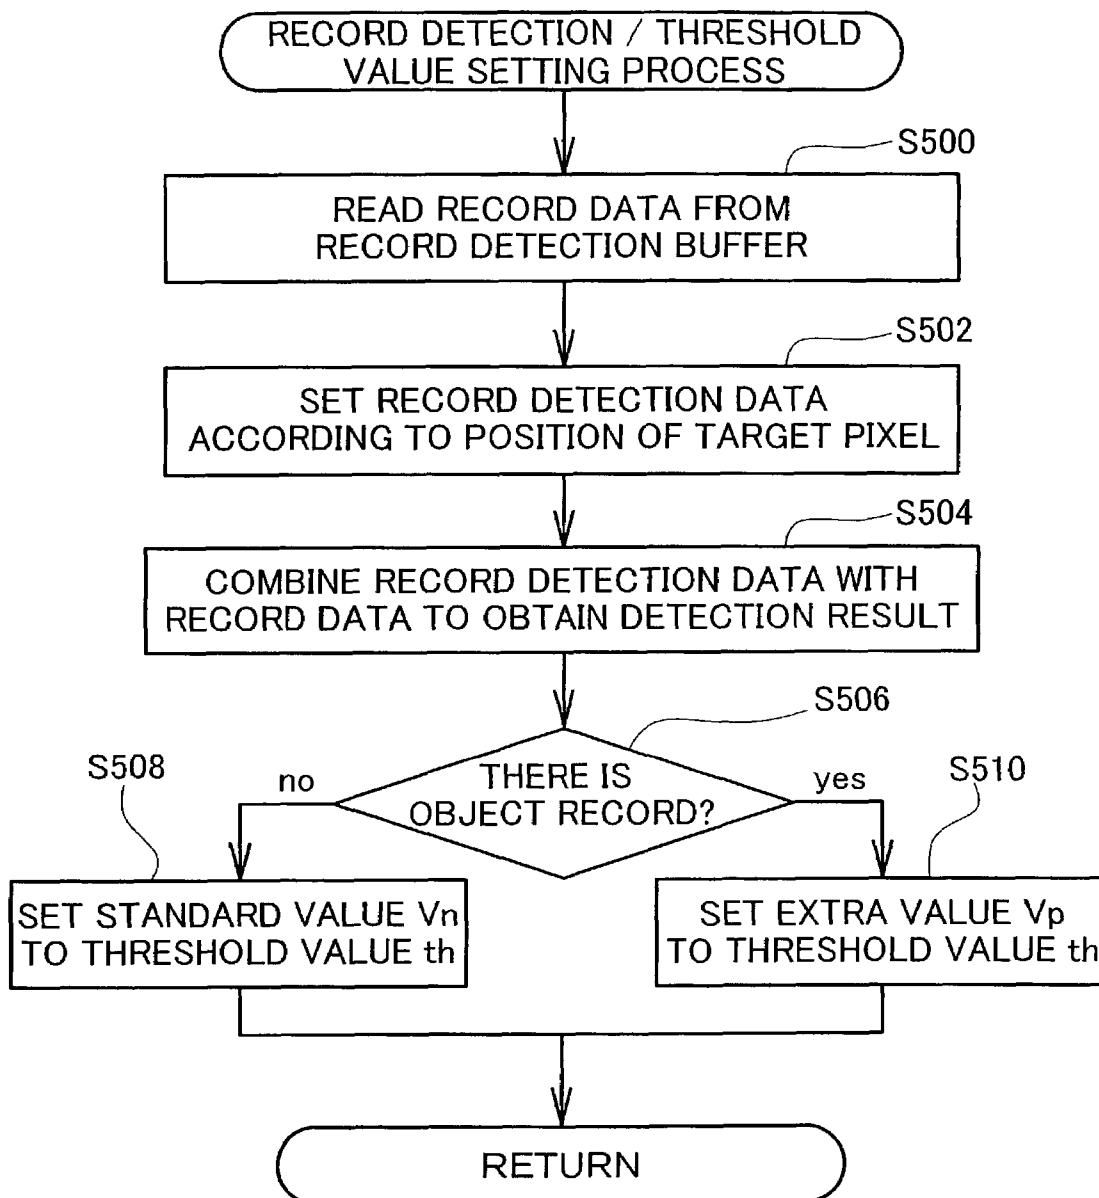 RECORD DETECTION / THRESHOLD
VALUE SETTING PROCESS
S500
READ RECORD DATA FROM
RECORD DETECTION BUFFER
S502
SET RECORD DETECTION DATA
ACCORDING TO POSITION OF TARGET PIXEL
S504
COMBINE RECORD DETECTION DATA WITH
RECORD DATA TO OBTAIN DETECTION RESULT
S506
THERE IS
OBJECT RECORD?
no
yes
S508
SET STANDARD VALUE Vn
TO THRESHOLD VALUE th
S510
SET EXTRA VALUE Vp
TO THRESHOLD VALUE th
RETURN